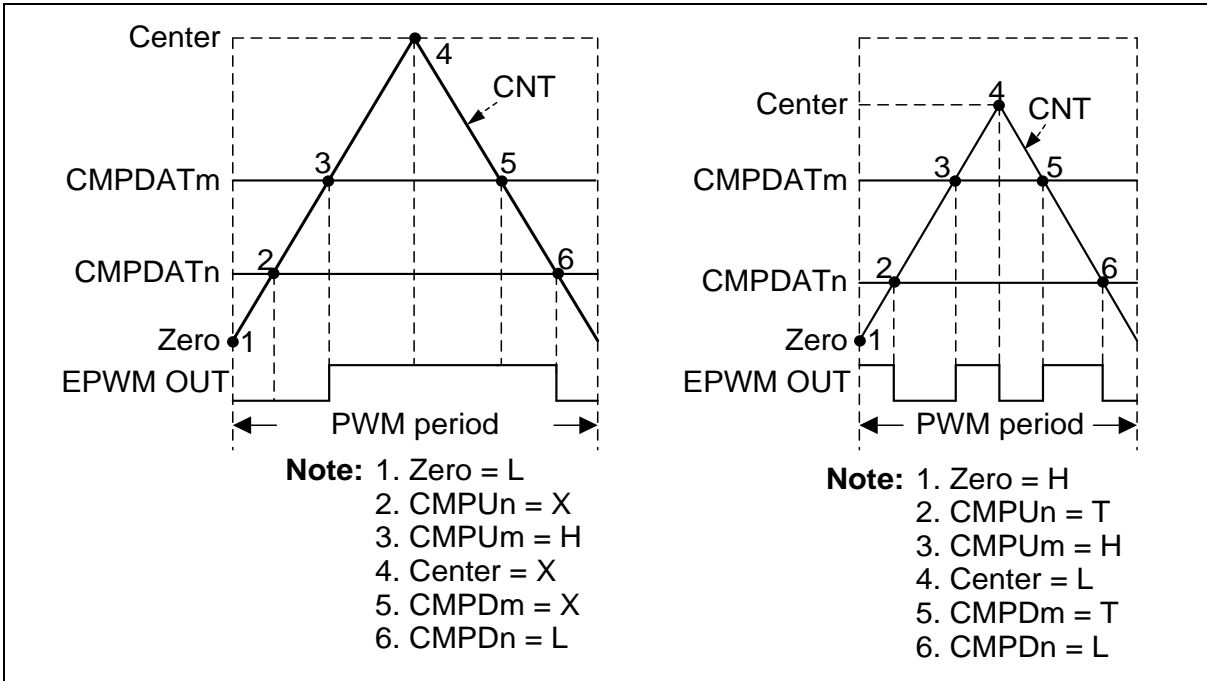 Center
4
CNT
3
5
CMPDATm
2
6
CMPDATn
Zero 1
EPWM OUT
PWM period
Note: 1. Zero = L
2. CMPUn = X
3. CMPUm = H
4. Center = X
5. CMPDm = X
6. CMPDn = L
4
Center
CNT
3
5
CMPDATm
2
6
CMPDATn
Zero 1
EPWM OUT
PWM period
Note: 1. Zero = H
2. CMPUn = T
3. CMPUm = H
4. Center = L
5. CMPDm = T
6. CMPDn = L